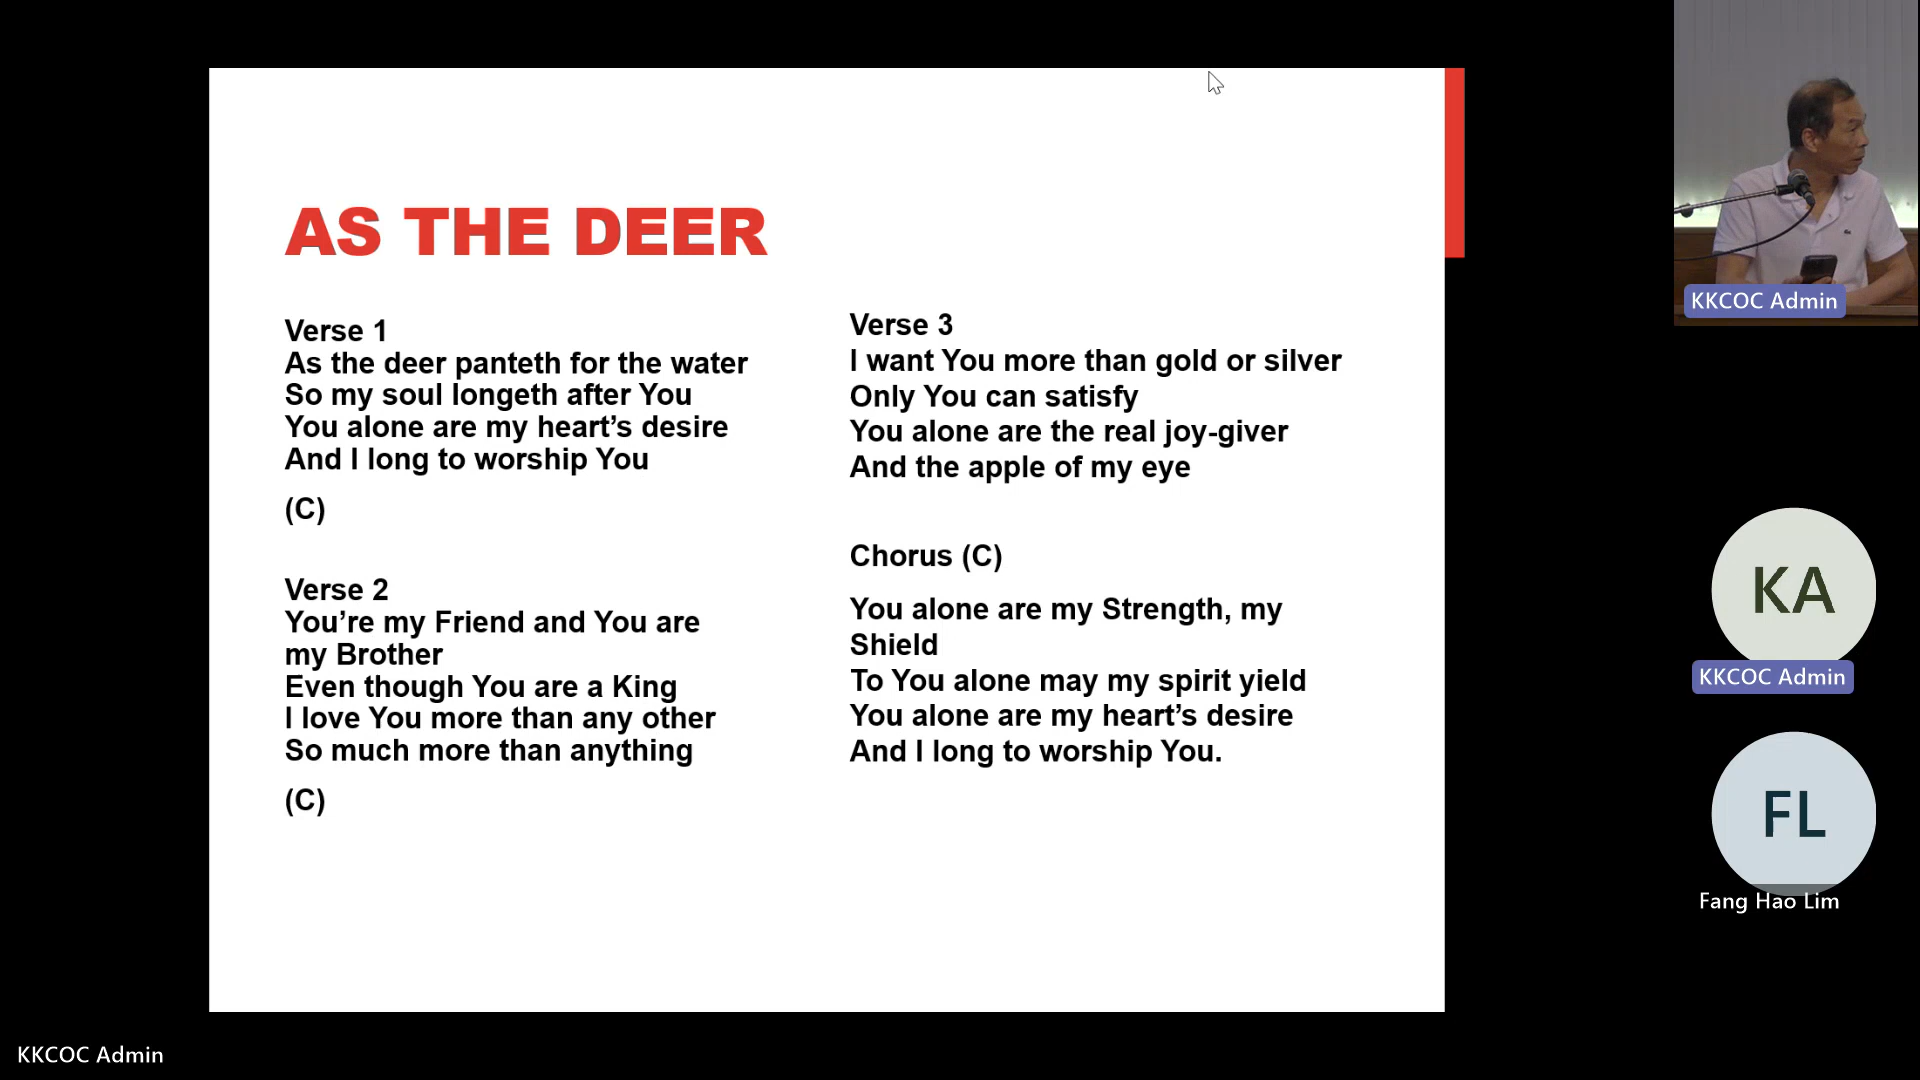 AS THE DEER
Verse 1
As the deer panteth for the water
So my soul longeth after You
You alone are my heart’s desire
And I long to worship You
(C)
Verse 2
You’re my Friend and You are
my Brother
Even though You are a King
I love You more than any other
So much more than anything
(C)
Verse 3
I want You more than gold or silver
Only You can satisfy
You alone are the real joy-giver
And the apple of my eye
Chorus (C)
You alone are my Strength, my
Shield
To You alone may my spirit yield
You alone are my heart’s desire
And I long to worship You.
KKCOC Admin
KA
KKCOC Admin
FL
Fang Hao Lim
KKCOC Admin